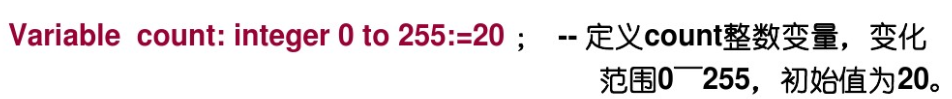 Variable count: integer 0 to 255:=20 ; -- 定义count整数变量，变化
范围0￣255，初始值为20。